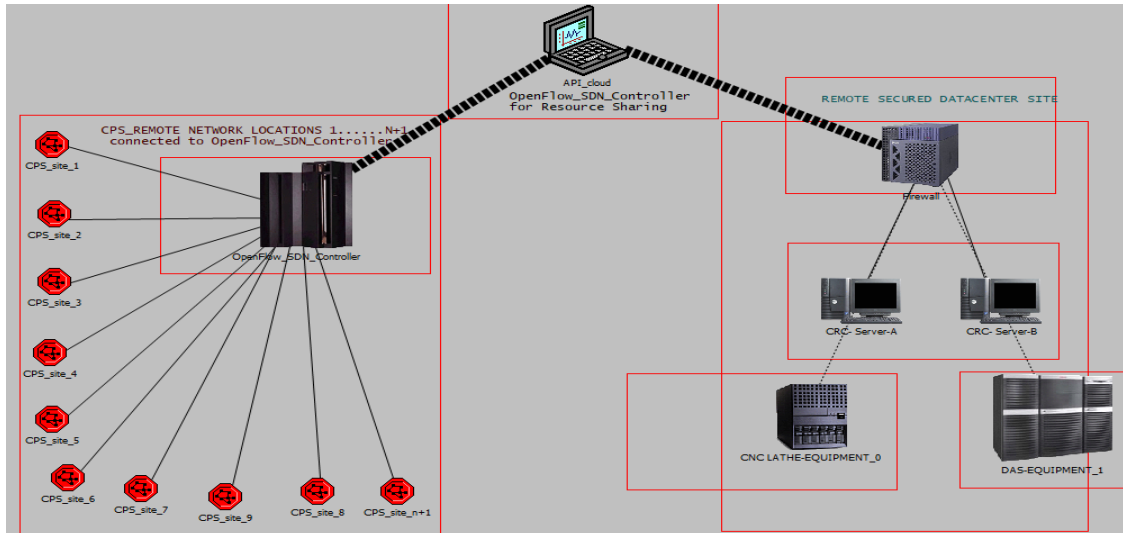 API_cloud
OpenFlow_SDN_Controller
for Resource Sharing
REMOTE SECURED DATACENTER SITE
CPS_REMOTE NETWORK LOCATIONS 1......N+1
connected to OpenFlow_SDN_Controller
CPS_site_1
CPS_site_2
CPS_site_3
CPS_site_4
CPS_site_5
CPS_site_6
CPS_site_7
CPS_site_9
CPS_site_8
CPS_site_n+1
OpenFlow_SDN_Controller
Firewall
CRC- Server-A
CRC- Server-B
CNC LATHE-EQUIPMENT_0
DAS-EQUIPMENT_1